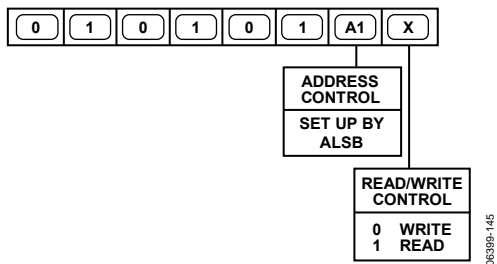 0 1 0 1 0 1 A1 X
ADDRESS
CONTROL
SET UP BY
ALSB
READ/WRITE
CONTROL
0 WRITE
1 READ
06399-145